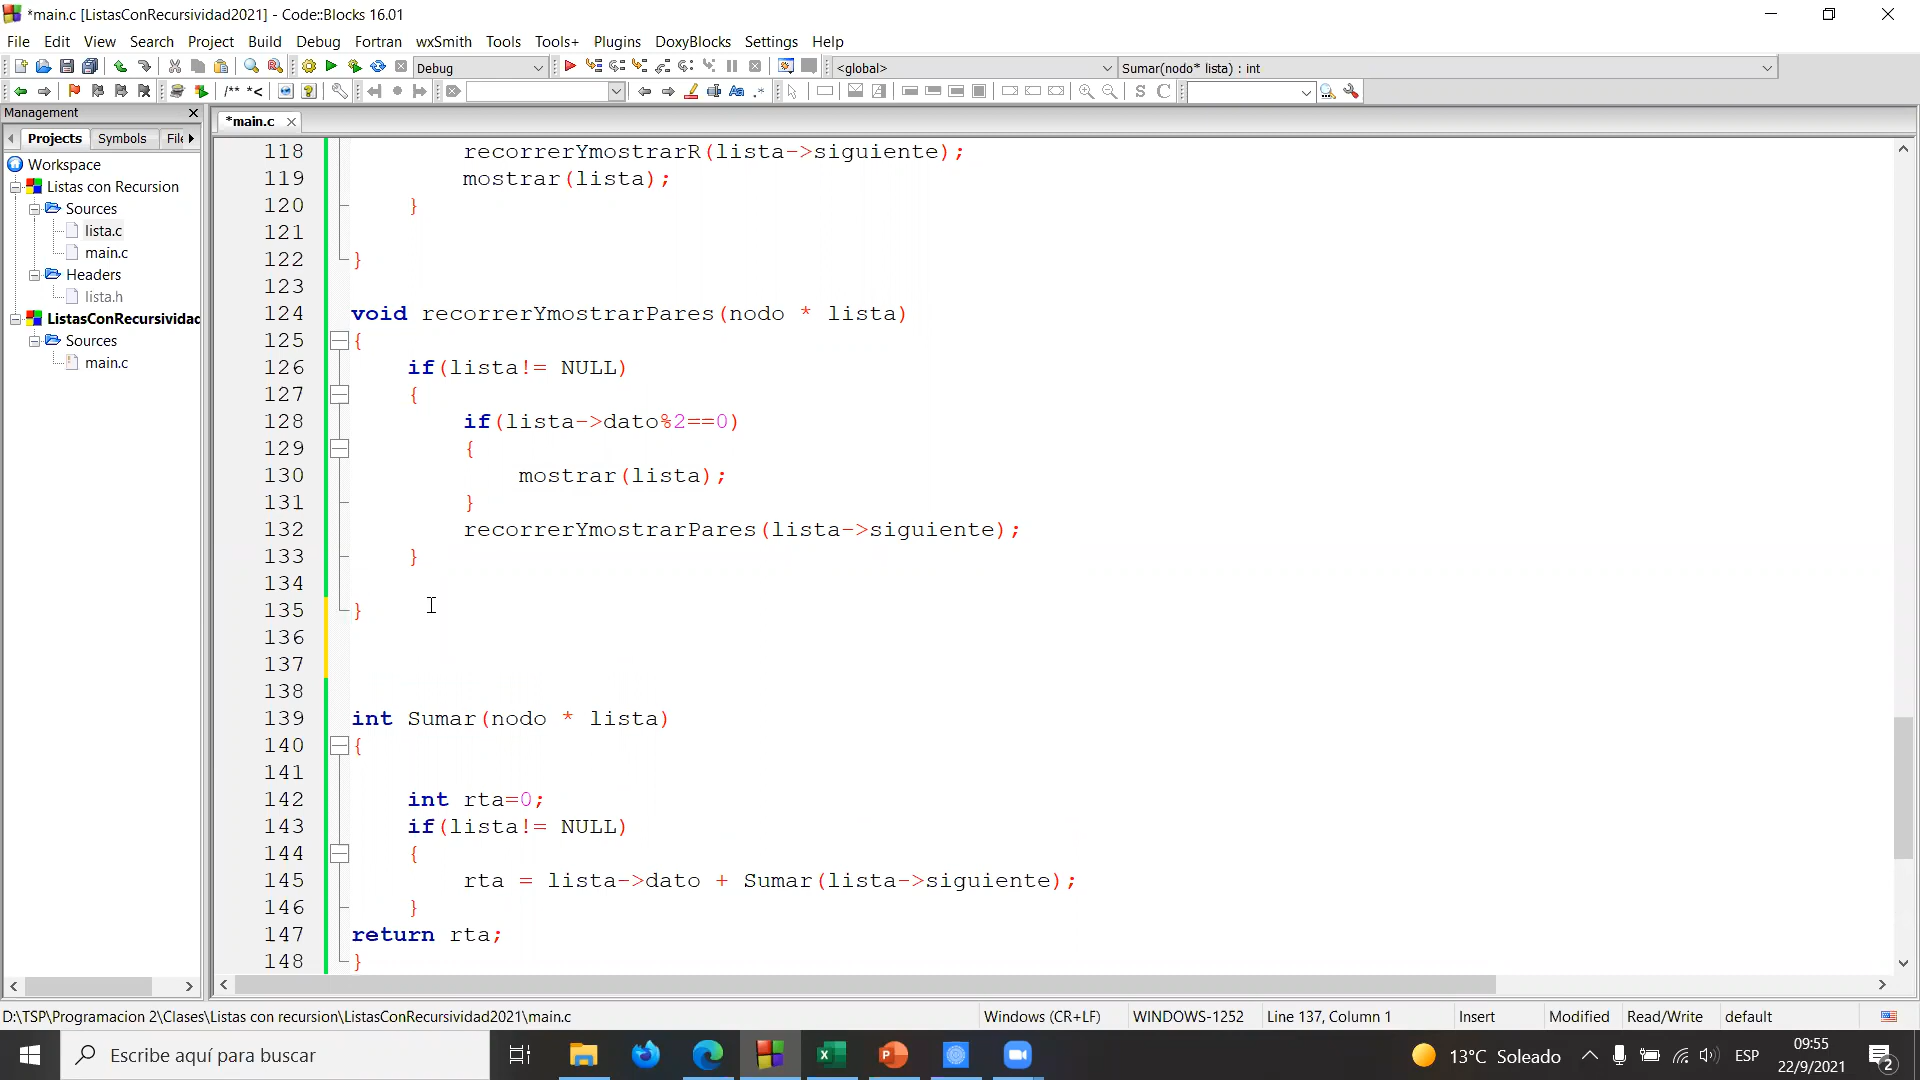 *main.c [ListasConRecursividad2021] - Code::Blocks 16.01
File Edit View Search Project Build Debug Fortran wxSmith Tools Tools+ Plugins DoxyBlocks Settings Help
Debug <global> Sumar(nodo* lista) : int
/** *<
Management
Projects Symbols File
*main.c
Workspace
Listas con Recursion
Sources
lista.c
main.c
Headers
lista.h
ListasConRecursividad
Sources
main.c
118 recorrerYmostrarR(lista->siguiente);
119 mostrar(lista);
120 }
121
122 }
123
124 void recorrerYmostrarPares(nodo * lista)
125 {
126 if(lista!= NULL)
127 {
128 if(lista->dato%2==0)
129 {
130 mostrar(lista);
131 }
132 recorrerYmostrarPares(lista->siguiente);
133 }
134
135 }
136
137
138
139 int Sumar(nodo * lista)
140 {
141
142 int rta=0;
143 if(lista!= NULL)
144 {
145 rta = lista->dato + Sumar(lista->siguiente);
146 }
147 return rta;
148 }
D:\TSP\Programacion 2\Clases\Listas con recursion\ListasConRecursividad2021\main.c Windows (CR+LF) WINDOWS-1252 Line 137, Column 1 Insert Modified Read/Write default
Escribe aquí para buscar
13°C Soleado
ESP
09:55
22/9/2021
2